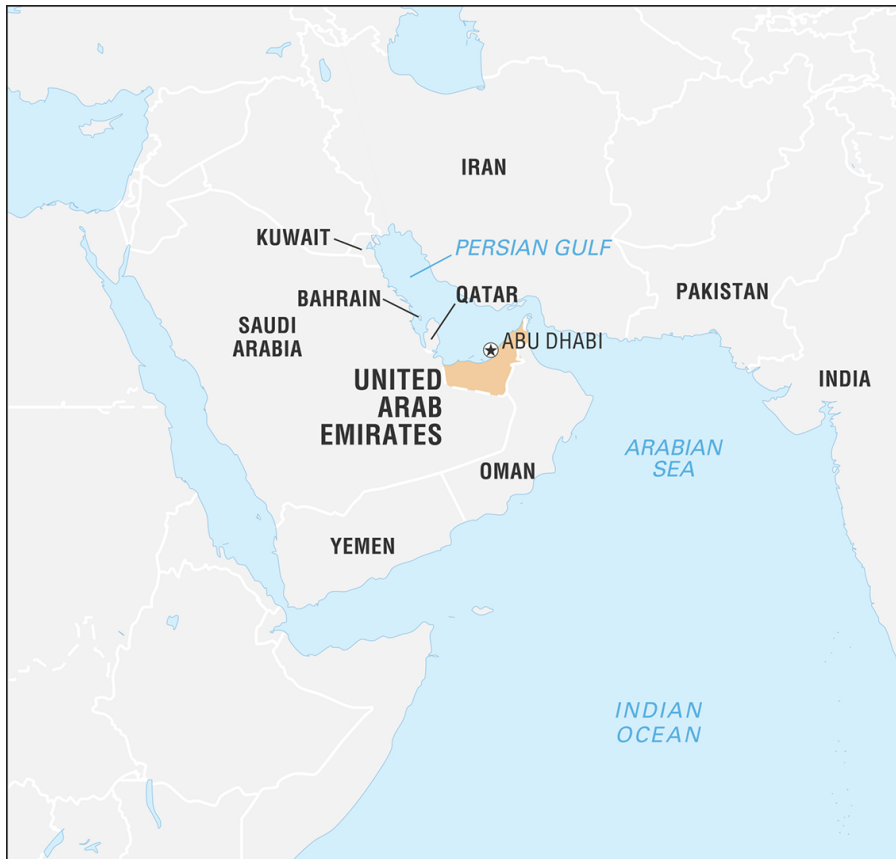 IRAN
KUWAIT
PERSIAN GULF
BAHRAIN
QATAR
PAKISTAN
SAUDI
ARABIA
ABU DHABI
UNITED
ARAB
EMIRATES
INDIA
ARABIAN
SEA
OMAN
YEMEN
INDIAN
OCEAN